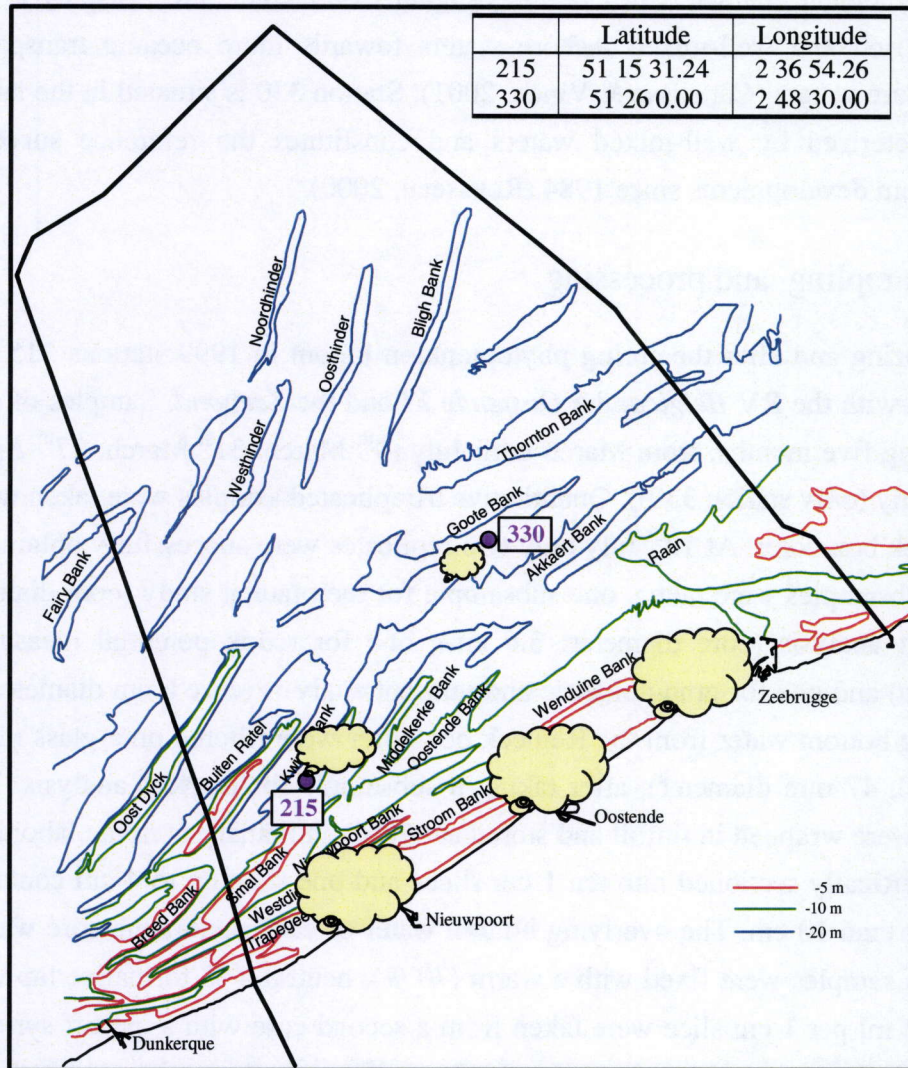 Latitude Longitude
215 51 15 31.24 2 36 54.26
330 51 26 0.00 2 48 30.00
Noordhinder
Oosthinder
Bligh Bank
Westhinder
Thornton Bank
Fairy Bank
Goote Bank
330
Akkaert Bank
Raan
Oost Dyck
Buiten Ratel
215
Middelkerke Bank
Oostende Bank
Wenduine Bank
Zeebrugge
Breed Bank
Small Bank
Stroom Bank
Oostende
Nieuwpoort
Dunkerque
-5 m
-10 m
-20 m